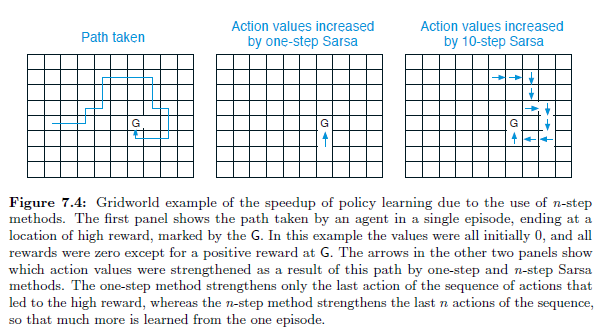 Path taken
Action values increased
by one-step Sarsa
Action values increased
by 10-step Sarsa
G
G
G
Figure 7.4: Gridworld example of the speedup of policy learning due to the use of n-step
methods. The first panel shows the path taken by an agent in a single episode, ending at a
location of high reward, marked by the G. In this example the values were all initially 0, and all
rewards were zero except for a positive reward at G. The arrows in the other two panels show
which action values were strengthened as a result of this path by one-step and n-step Sarsa
methods. The one-step method strengthens only the last action of the sequence of actions that
led to the high reward, whereas the n-step method strengthens the last n actions of the sequence,
so that much more is learned from the one episode.